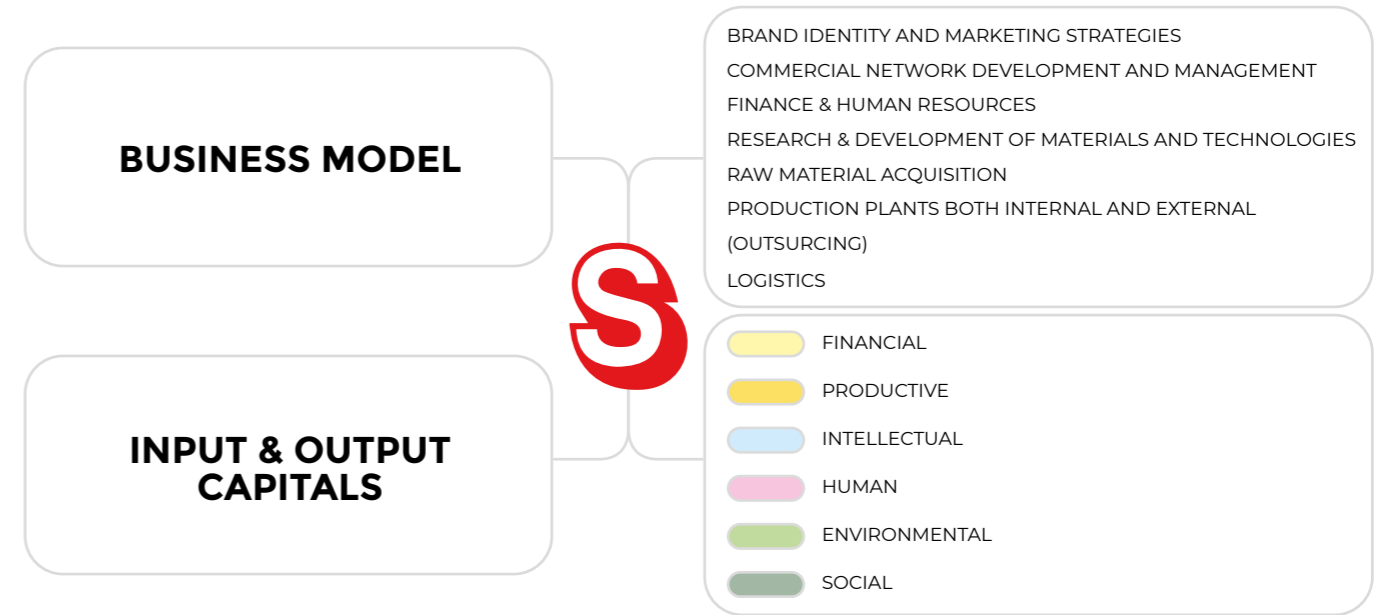 BUSINESS MODEL
BRAND IDENTITY AND MARKETING STRATEGIES
COMMERCIAL NETWORK DEVELOPMENT AND MANAGEMENT
FINANCE & HUMAN RESOURCES
RESEARCH & DEVELOPMENT OF MATERIALS AND TECHNOLOGIES
RAW MATERIAL ACQUISITION
PRODUCTION PLANTS BOTH INTERNAL AND EXTERNAL
(OUTSURCING)
LOGISTICS
S
INPUT & OUTPUT
CAPITALS
FINANCIAL
PRODUCTIVE
INTELLECTUAL
HUMAN
ENVIRONMENTAL
SOCIAL